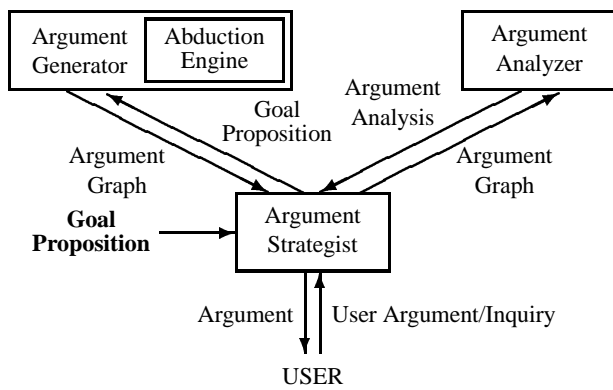 Argument
Generator
Abduction
Engine
Argument
Analyzer
Goal
Proposition
Argument
Analysis
Argument
Graph
Argument
Graph
Goal
Proposition
Argument
Strategist
Argument
User Argument/Inquiry
USER